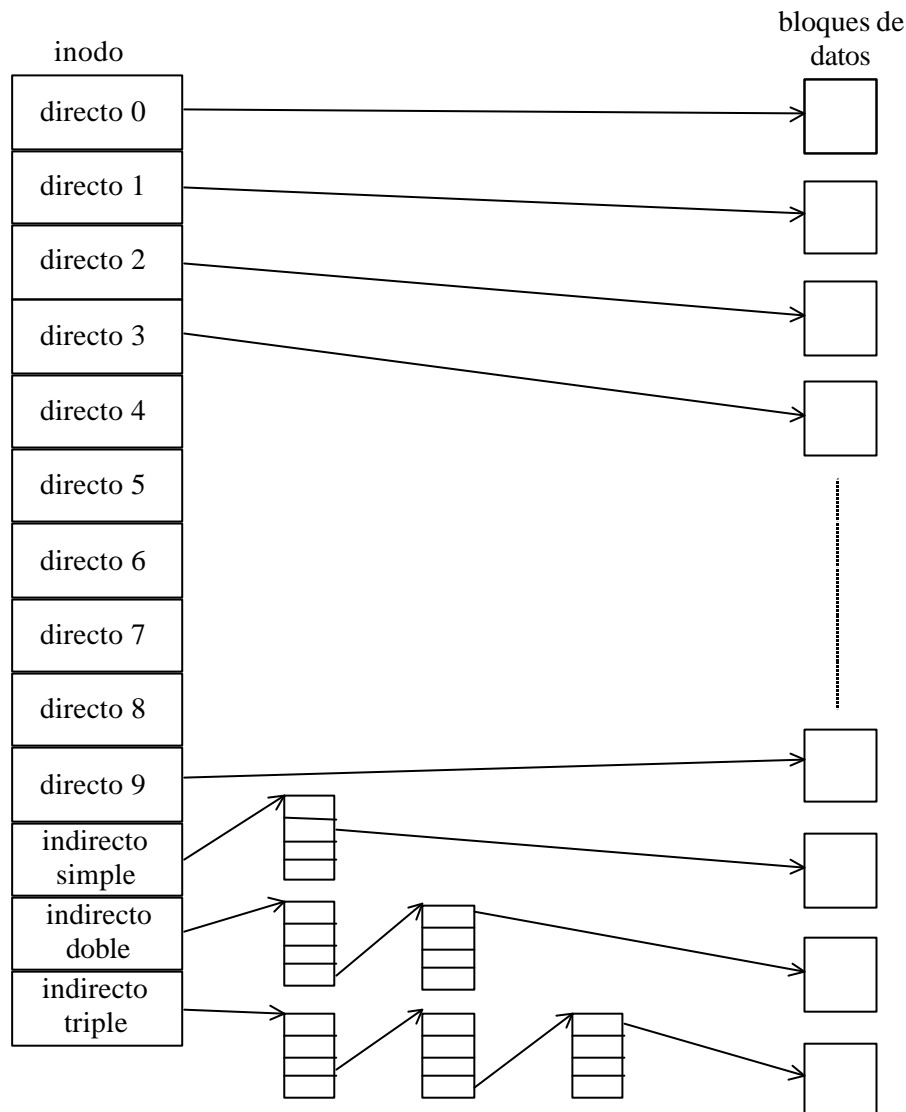 bloques de
datos
inodo
directo 0
directo 1
directo 2
directo 3
directo 4
directo 5
directo 6
directo 7
directo 8
directo 9
indirecto
simple
indirecto
doble
indirecto
triple